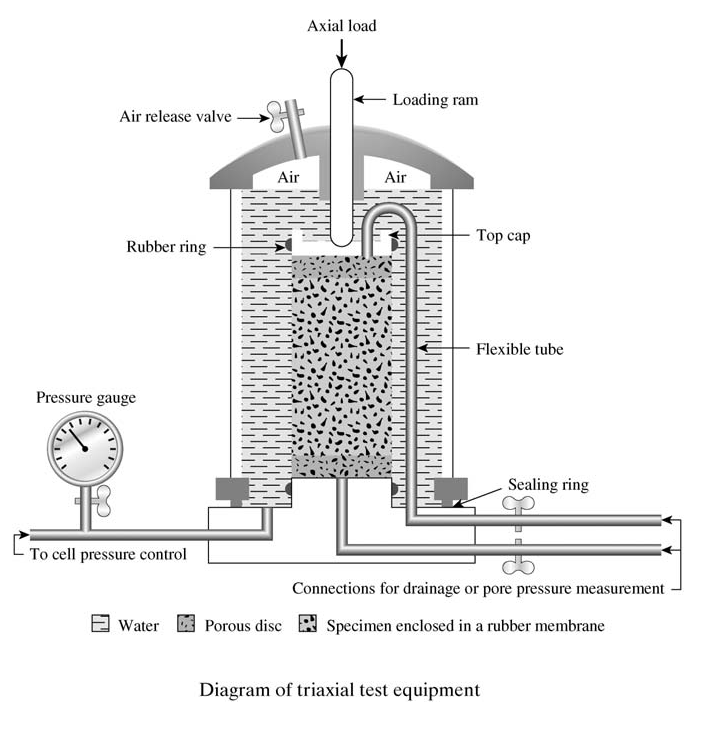 Axial load
Loading ram
Air release valve
Air
Air
Rubber ring
Top cap
Flexible tube
Pressure gauge
Sealing ring
To cell pressure control
Connections for drainage or pore pressure measurement
Water
Porous disc
Specimen enclosed in a rubber membrane
Diagram of triaxial test equipment